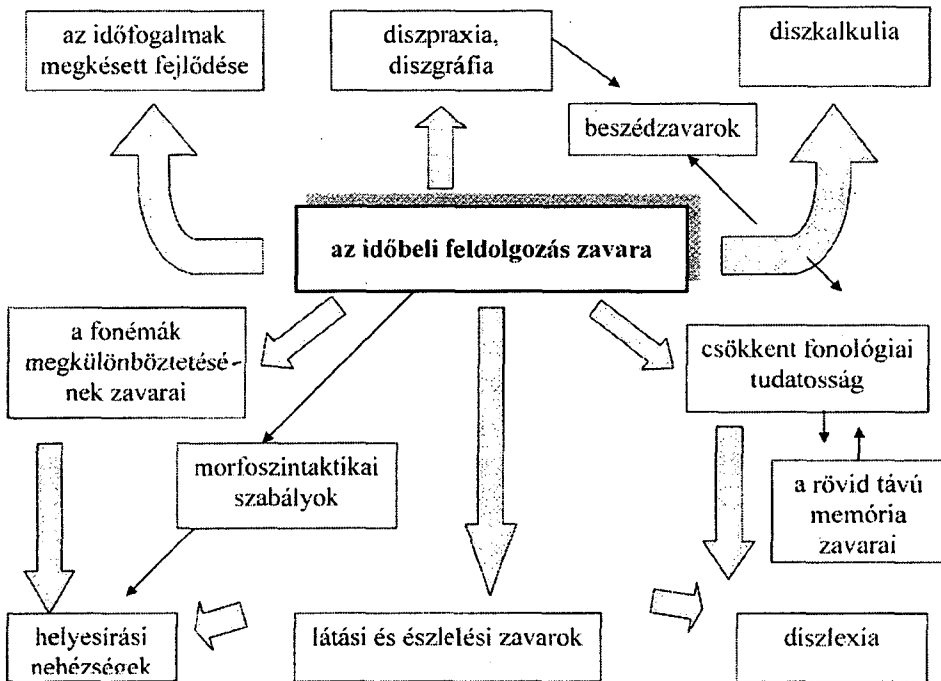 az időfogalmak
megkésett fejlődése
diszpraxia,
diszgráfia
diszkalkulia
beszédzavarok
az időbeli feldolgozás zavara
a fonémák
megkülönböztetésé-
nek zavarai
csökkent fonológiai
tudatosság
morfoszintaktikai
szabályok
a rövid távú
memória
zavarai
helyesírási
nehézségek
látási és észlelési zavarok
diszlexia